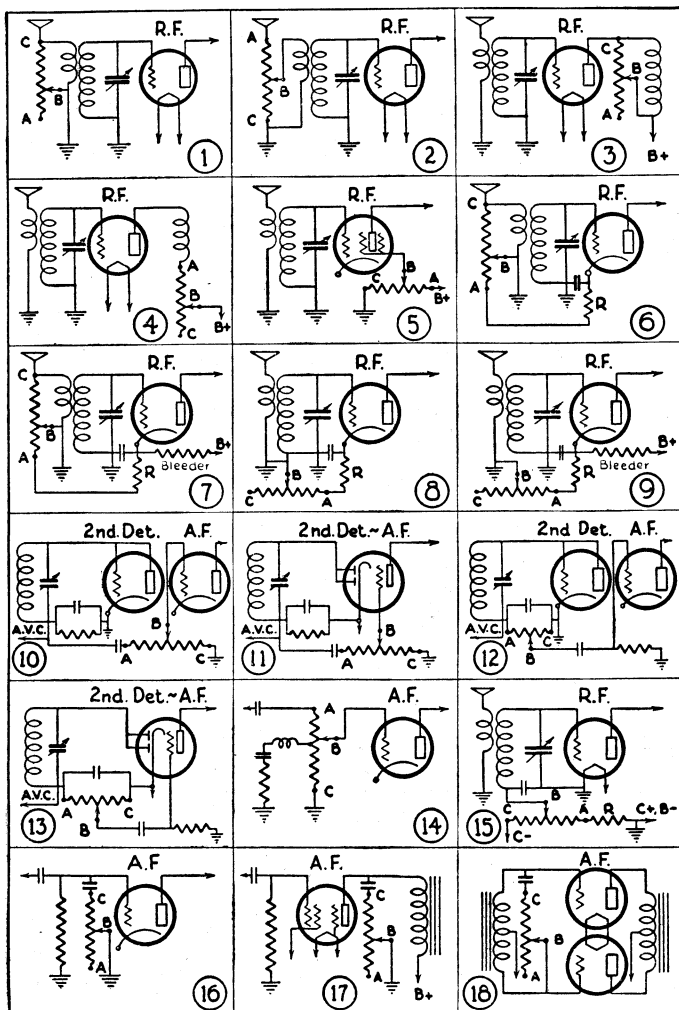 R.F.
C
B
A
1
R.F.
A
B
C
2
R.F.
C
B
A
B+
3
R.F.
A
B
C
B+
4
R.F.
B
C
A
B+
5
R.F.
C
B
A
R
6
R.F.
C
B
A
R
B+
Bleeder
7
R.F.
R
B
C
A
8
R.F.
B+
R
Bleeder
B
C
A
9
2nd. Det. A.F.
B
A.V.C.
A
C
10
2nd. Det.~A.F.
B
A.V.C.
A
C
11
2nd Det. A.F.
A.V.C.
A
C
B
12
2nd Det.~A.F.
A.V.C.
A
C
B
13
A.F.
A
B
C
14
R.F.
B
C
A
R
C+, B-
C-
15
A.F.
C
B
A
16
A.F.
C
B
A
B+
17
A.F.
C
B
A
18